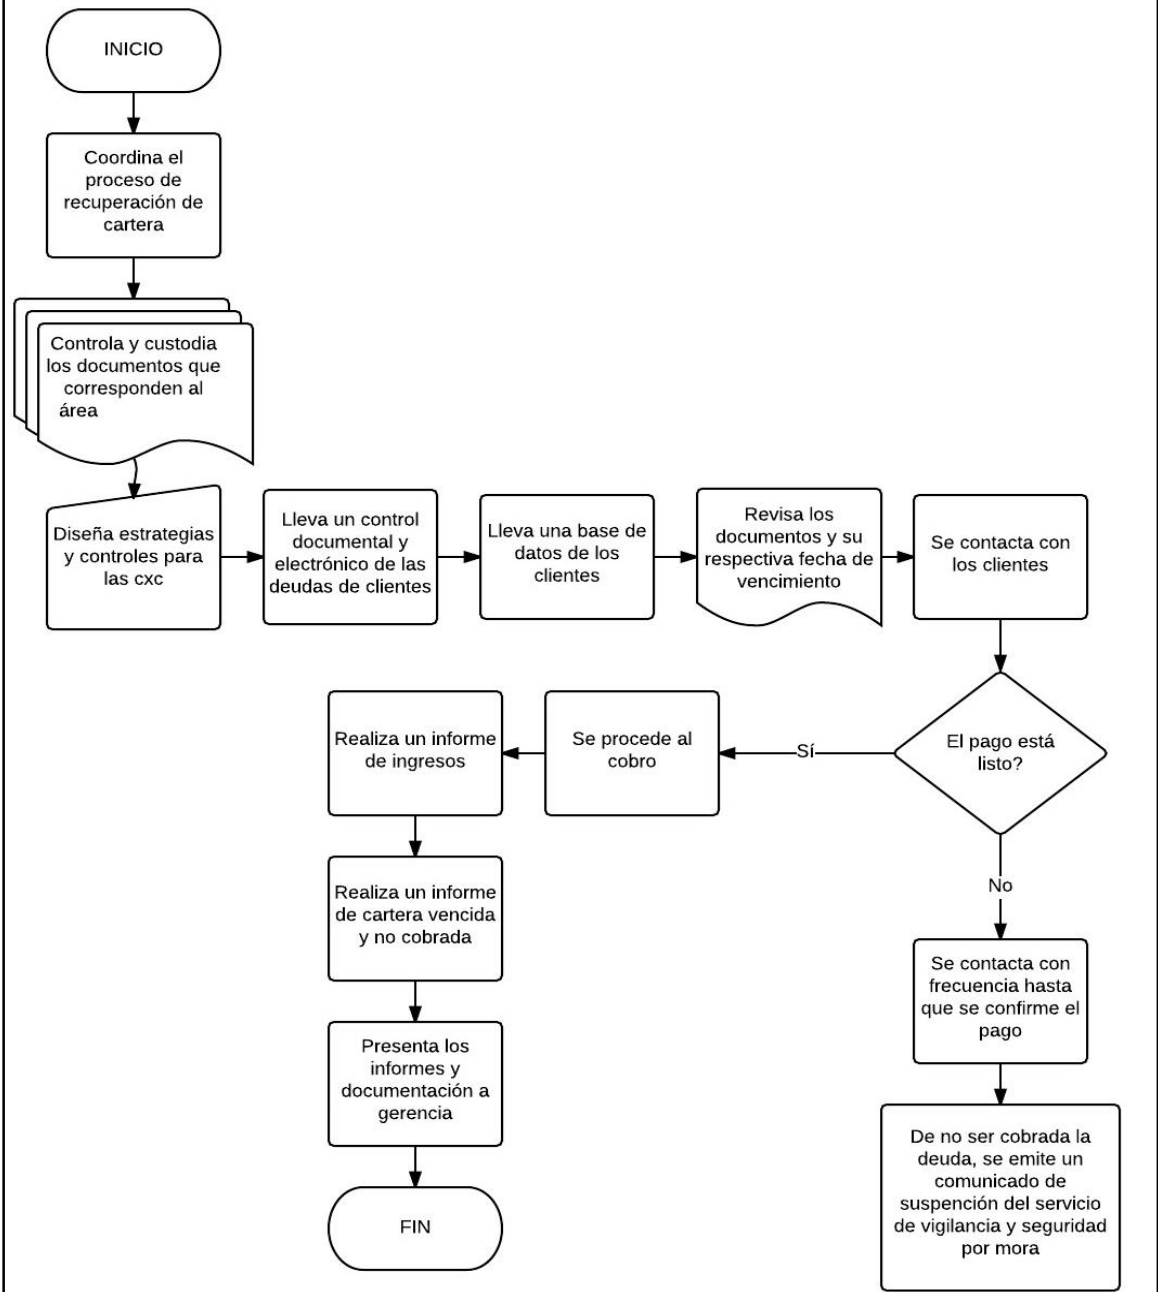 INICIO
Coordina el
proceso de
recuperación de
cartera
Controla y custodia
los documentos que
corresponden al
área
Diseña estrategias
y controles para
las cxc
Lleva un control
documental y
electrónico de las
deudas de clientes
Lleva una base de
datos de los
clientes
Revisa los
documentos y su
respectiva fecha de
vencimiento
Se contacta con
los clientes
El pago está
listo?
Sí
Se procede al
cobro
Realiza un informe
de ingresos
Realiza un informe
de cartera vencida
y no cobrada
Presenta los
informes y
documentación a
gerencia
FIN
No
Se contacta con
frecuencia hasta
que se confirme el
pago
De no ser cobrada la
deuda, se emite un
comunicado de
suspención del servicio
de vigilancia y seguridad
por mora